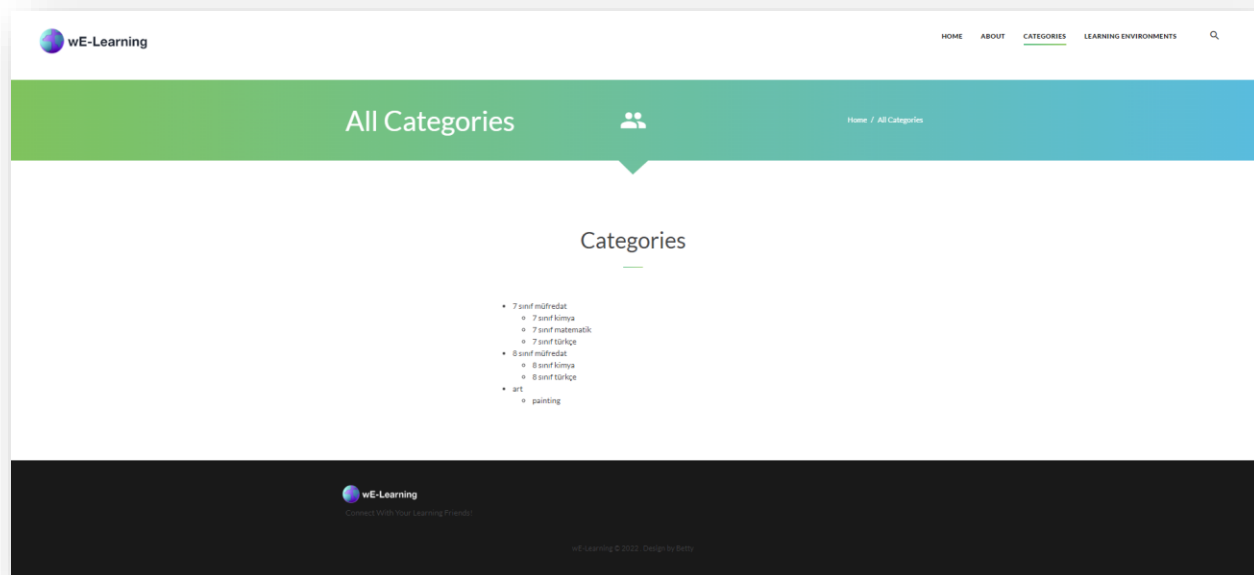 wE-Learning
HOME ABOUT CATEGORIES LEARNING ENVIRONMENTS
All Categories
Home / All Categories
Categories
7 sınıf müfredat
7 sınıf kimya
7 sınıf matematik
7 sınıf türkçe
8 sınıf müfredat
8 sınıf kimya
8 sınıf türkçe
art
painting
wE-Learning
Connect With Your Learning Friends!
wE-Learning © 2022 . Design by Betty